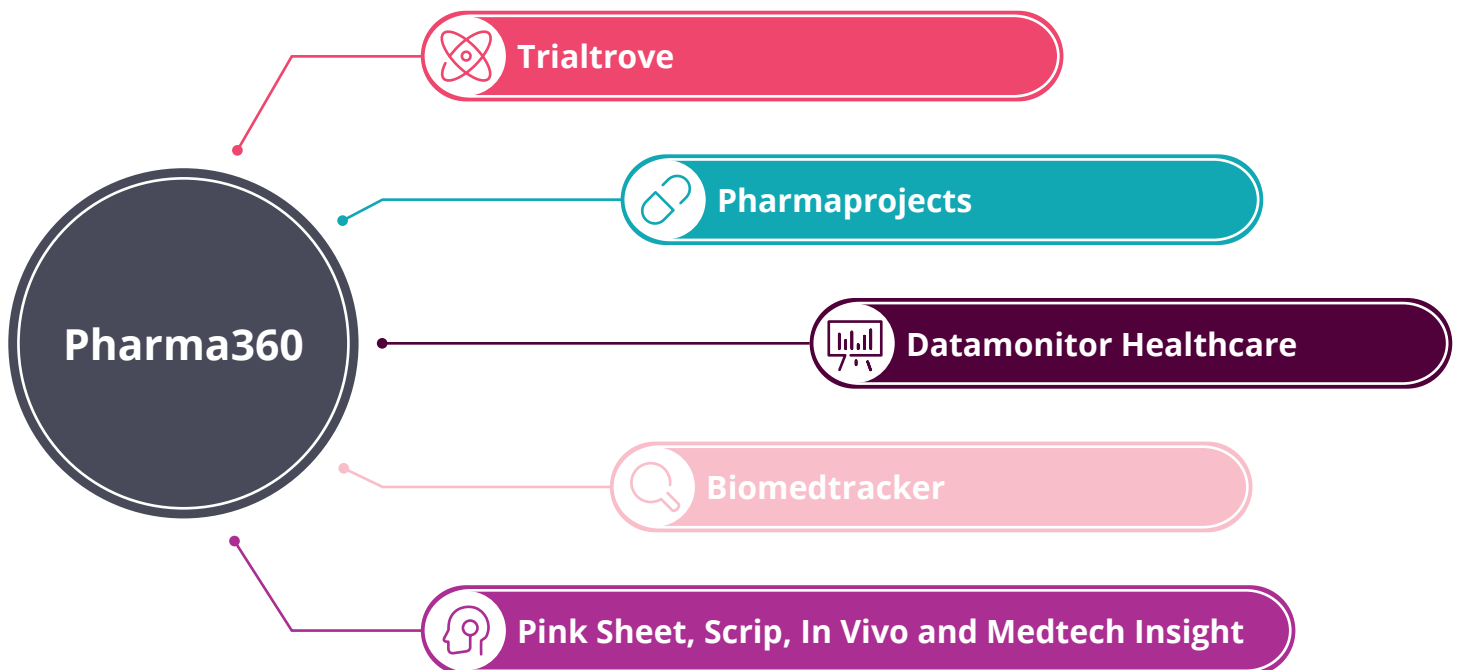 Trialtrove
Pharmaprojects
Pharma360
Datamonitor Healthcare
Biomedtracker
Pink Sheet, Scrip, In Vivo and Medtech Insight